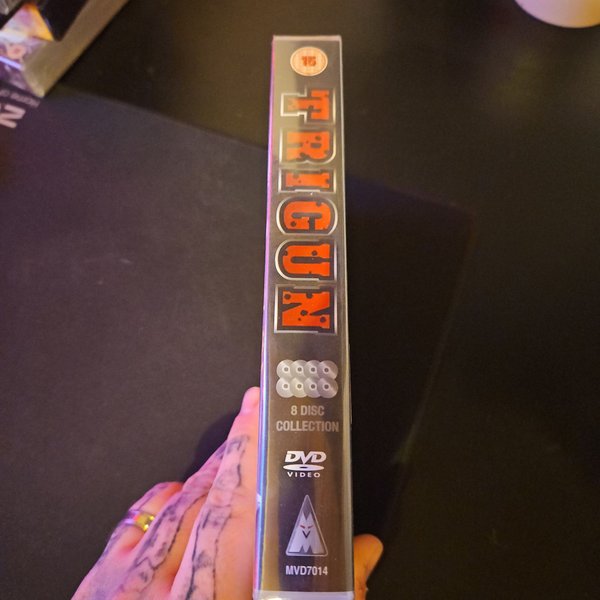 15
TRIGUN
8 DISC
COLLECTION
DVD
VIDEO
M
MVD7014